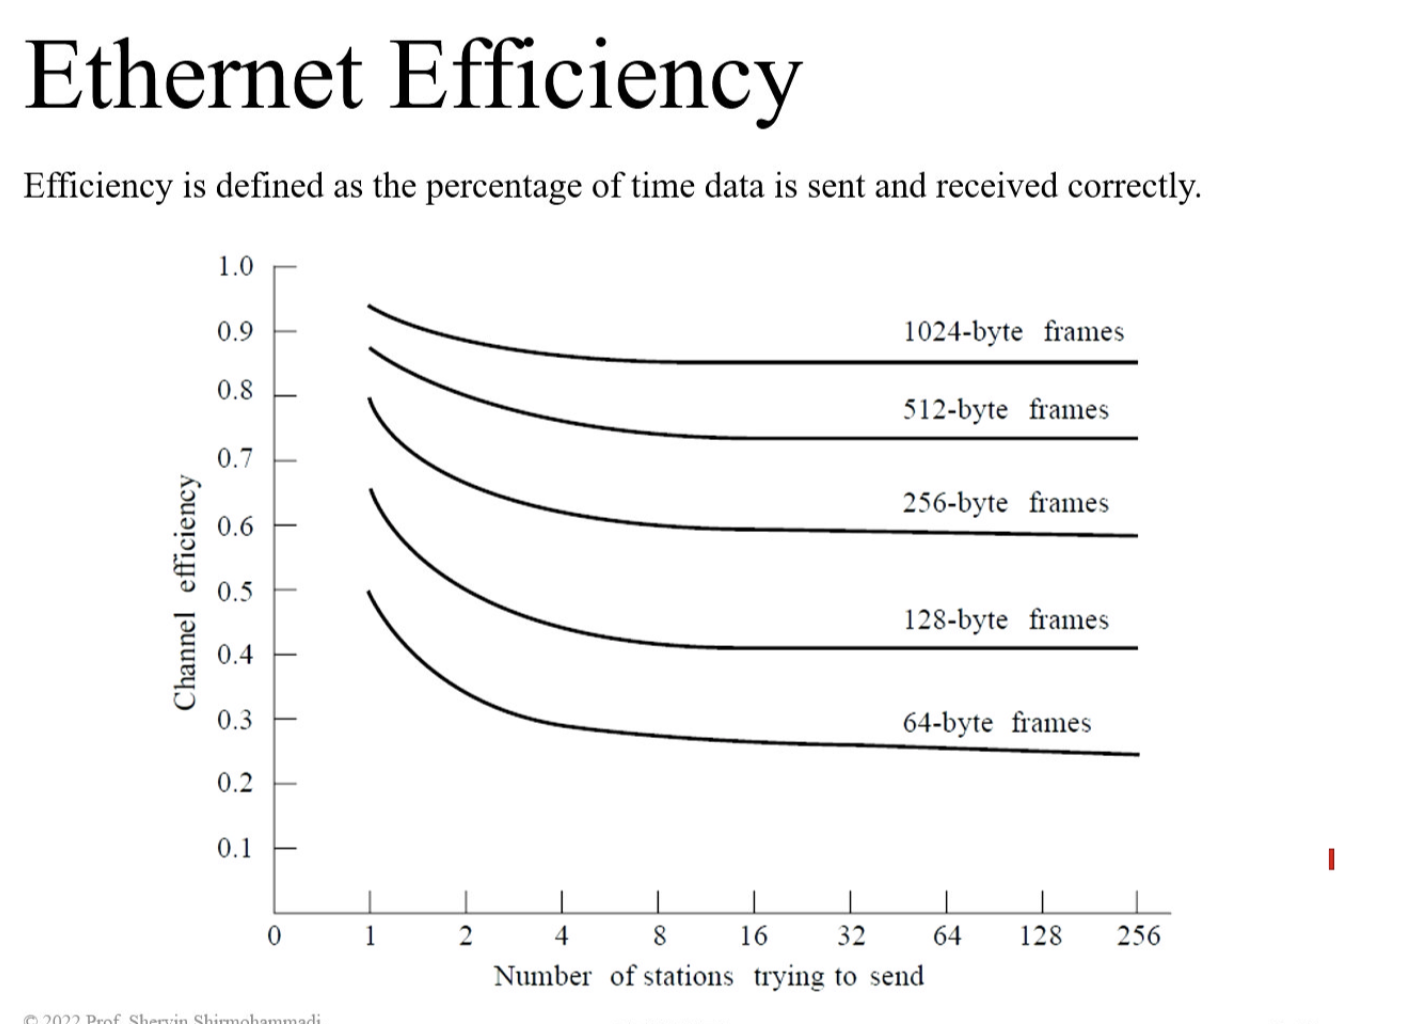 Ethernet Efficiency
Efficiency is defined as the percentage of time data is sent and received correctly.
1.0
0.9
1024-byte frames
0.8
512-byte frames
0.7
256-byte frames
0.6
Channel efficiency
0.5
128-byte frames
0.4
0.3
64-byte frames
0.2
0.1
0 1 2 4 8 16 32 64 128 256
Number of stations trying to send
© 2022 Prof. Shervin Shirmohammadi